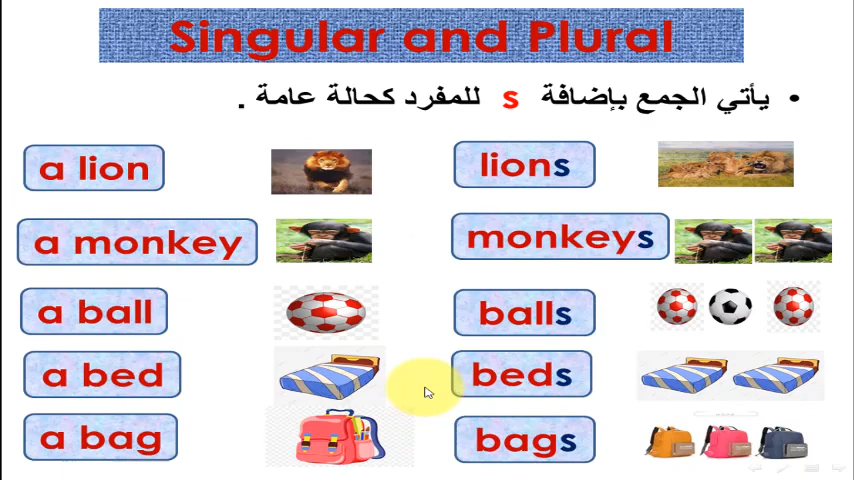 Singular and Plural
• يأتي الجمع بإضافة s للمفرد كحالة عامة .
a lion
lions
a monkey
monkeys
a ball
balls
a bed
beds
a bag
bags